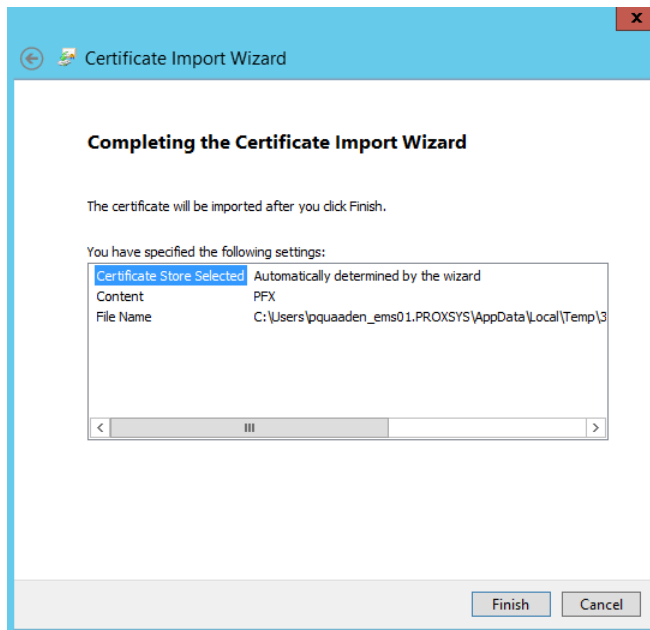 x
Certificate Import Wizard
Completing the Certificate Import Wizard
The certificate will be imported after you click Finish.
You have specified the following settings:
Certificate Store Selected Automatically determined by the wizard
Content PFX
File Name C:\Users\pquaaden_ems01.PROXSYS\AppData\Local\Temp\3
Finish Cancel